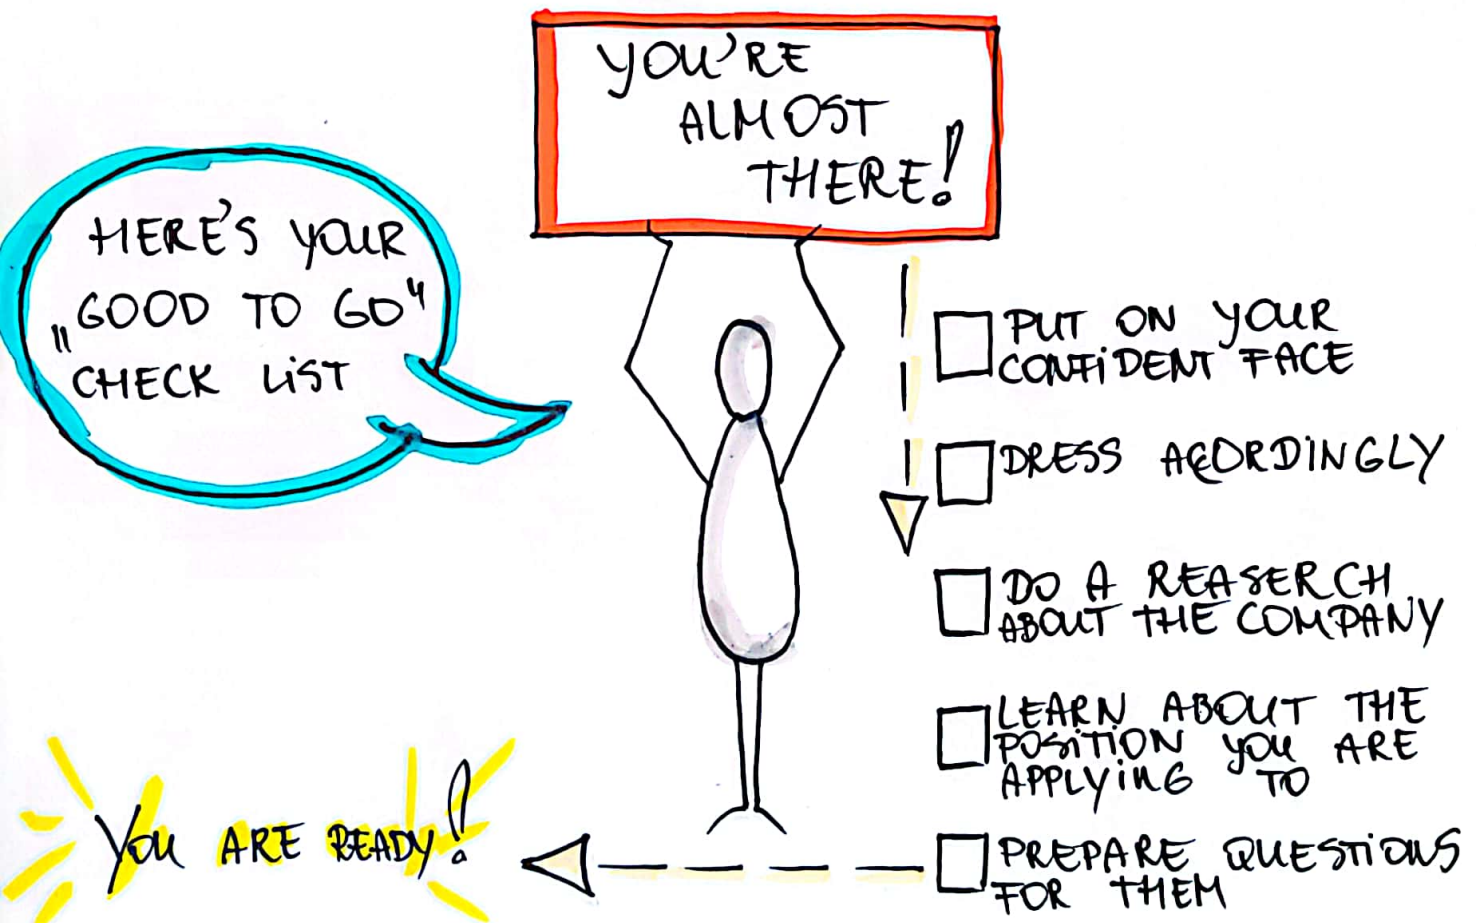 YOU'RE
ALMOST
THERE!
HERE'S YOUR
„GOOD TO GO"
CHECK LIST
PUT ON YOUR
CONFIDENT FACE
DRESS ACORDINGLY
DO A REASERCH
ABOUT THE COMPANY
LEARN ABOUT THE
POSITION YOU ARE
APPLYING TO
PREPARE QUESTIONS
FOR THEM
YOU ARE READY!